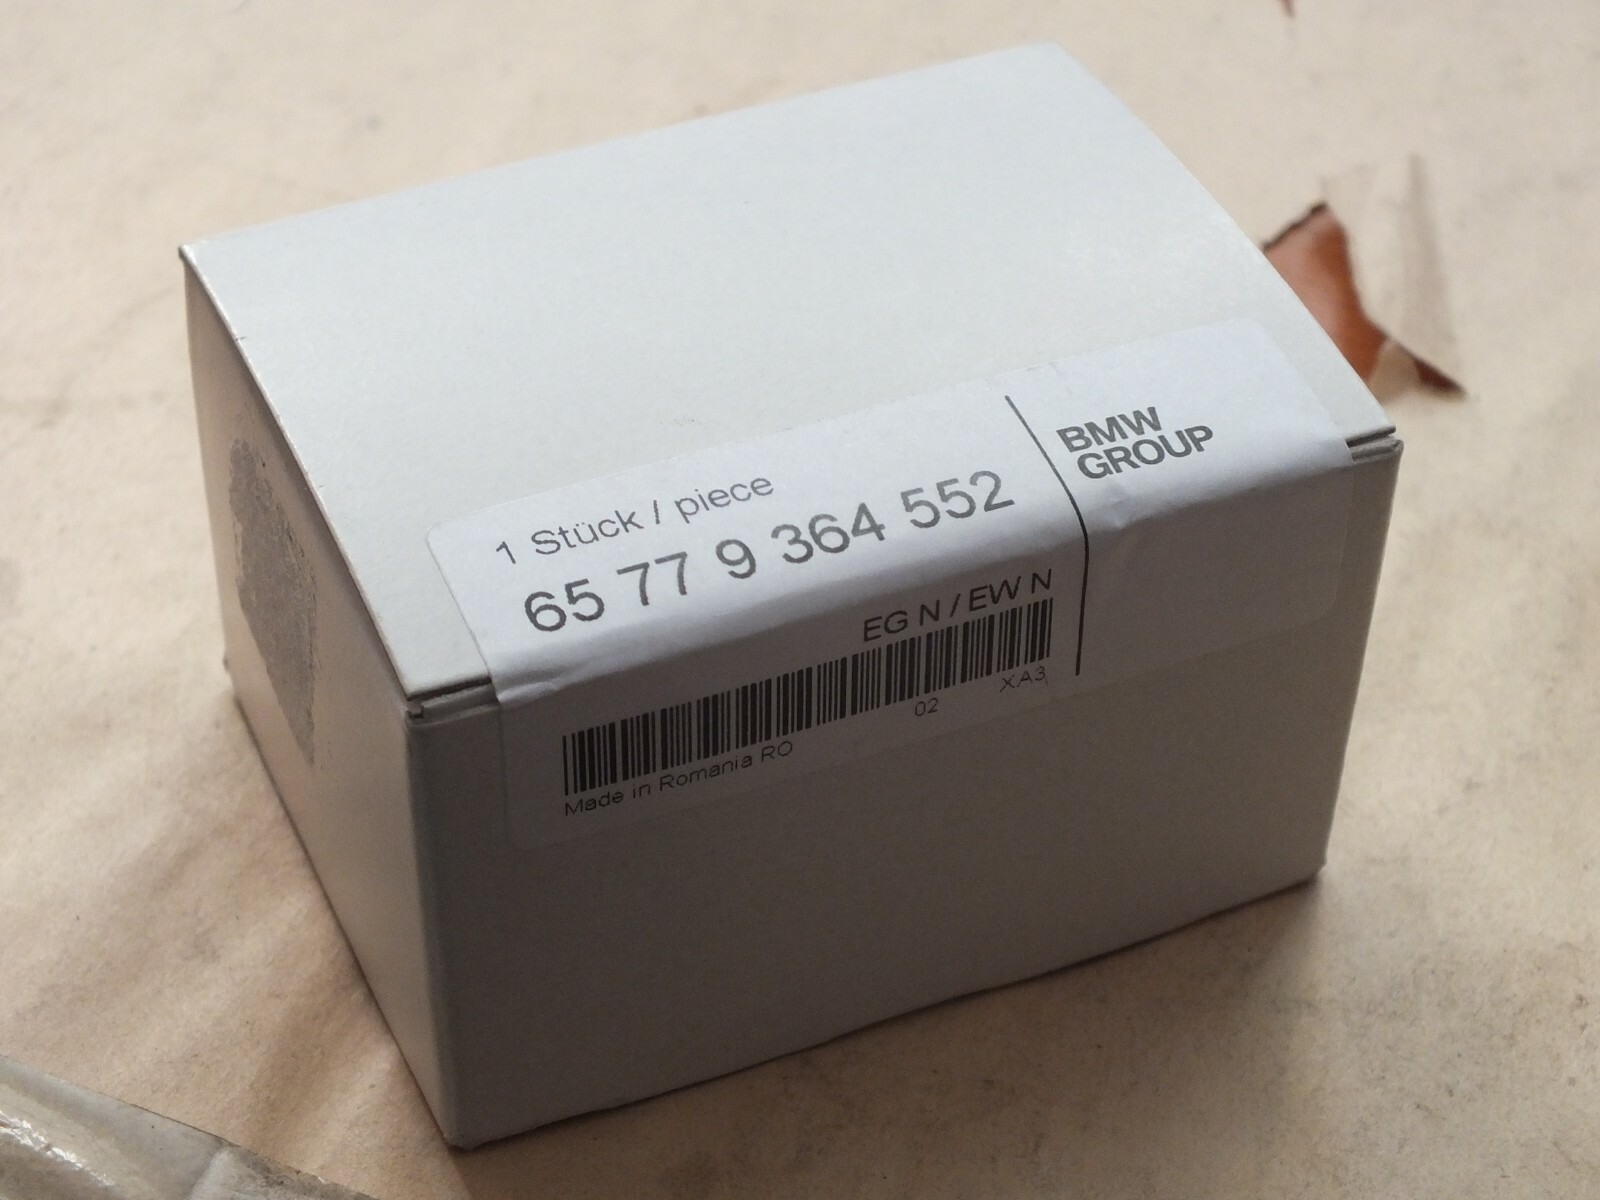 1 Stück / piece
65 77 9 364 552
BMW
GROUP
EG N / EW N
02
XA3
Made in Romania RO